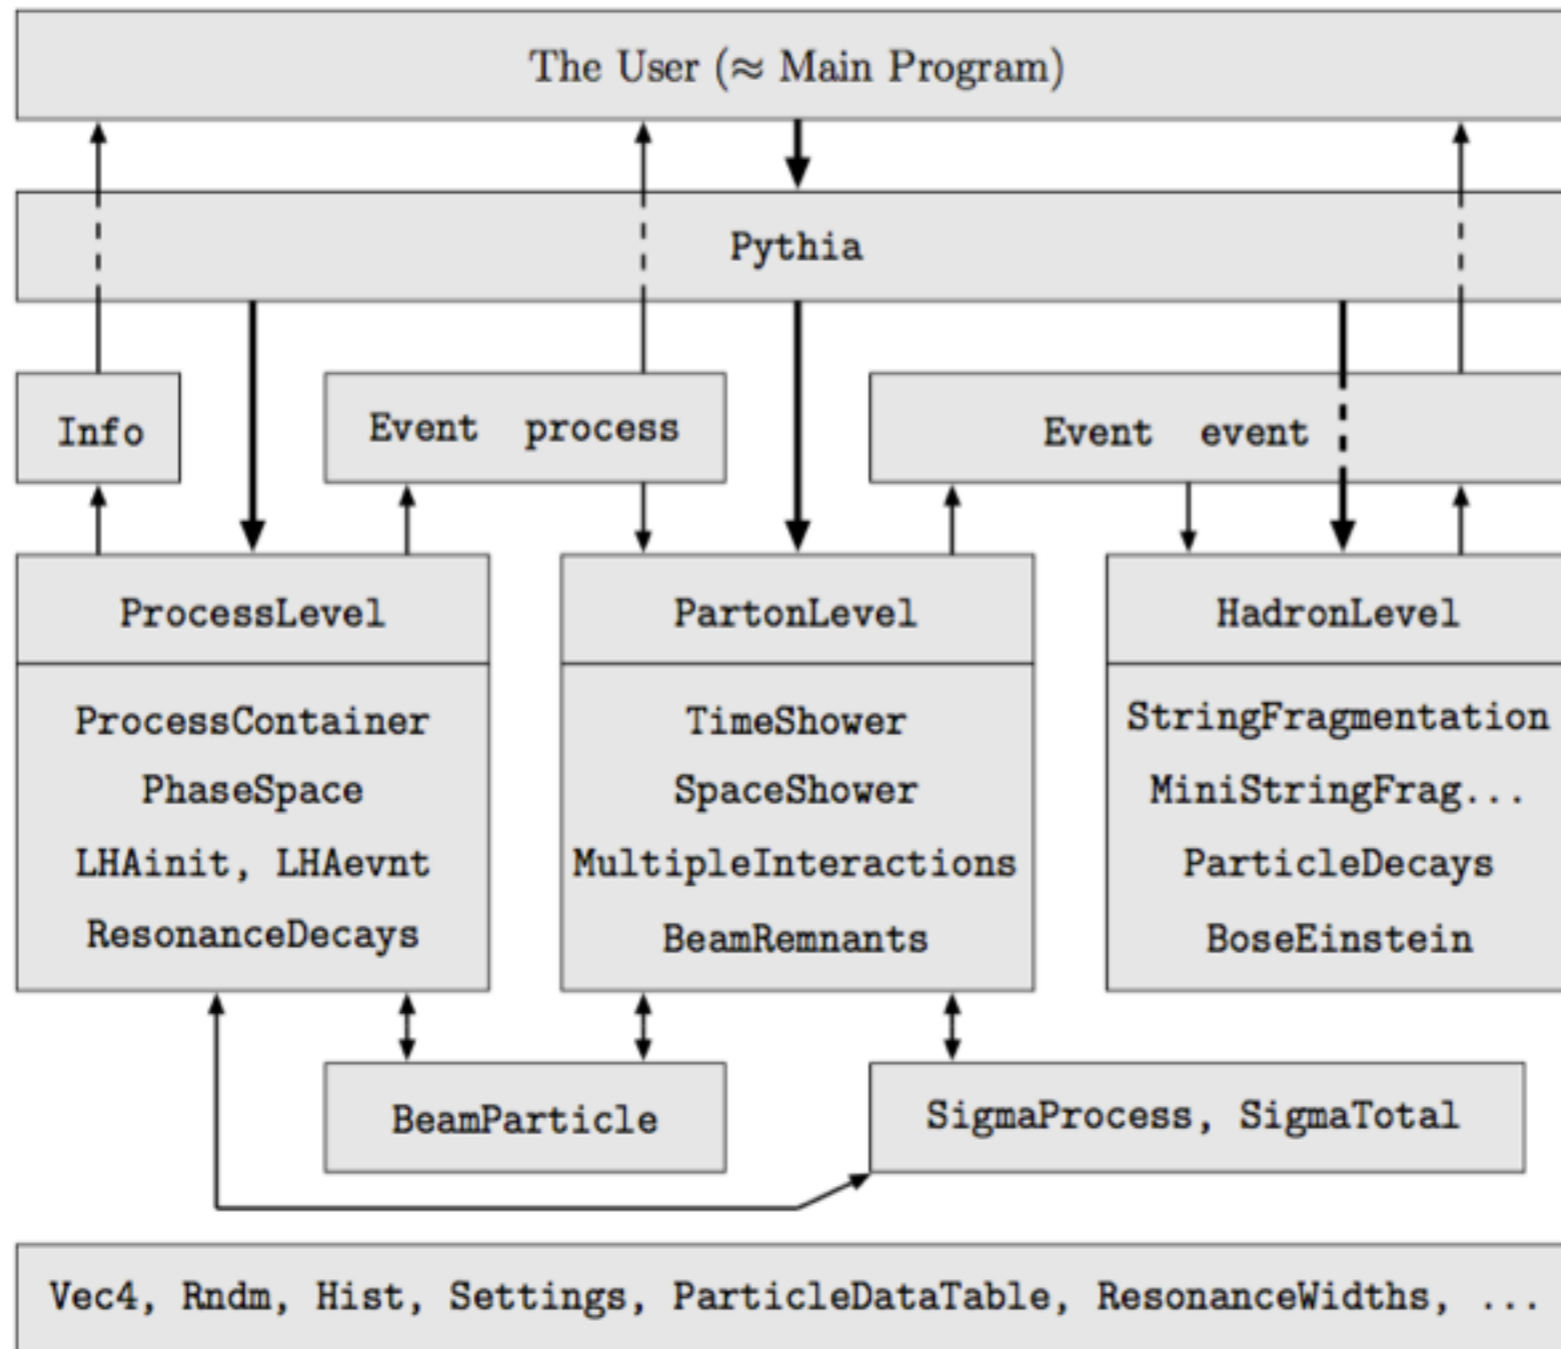 The User (≈ Main Program)
Pythia
Info
Event process
Event event
ProcessLevel
ProcessContainer
PhaseSpace
LHAinit, LHAevnt
ResonanceDecays
PartonLevel
TimeShower
SpaceShower
MultipleInteractions
BeamRemnants
HadronLevel
StringFragmentation
MiniStringFrag...
ParticleDecays
BoseEinstein
BeamParticle
SigmaProcess, SigmaTotal
Vec4, Rndm, Hist, Settings, ParticleDataTable, ResonanceWidths, ...